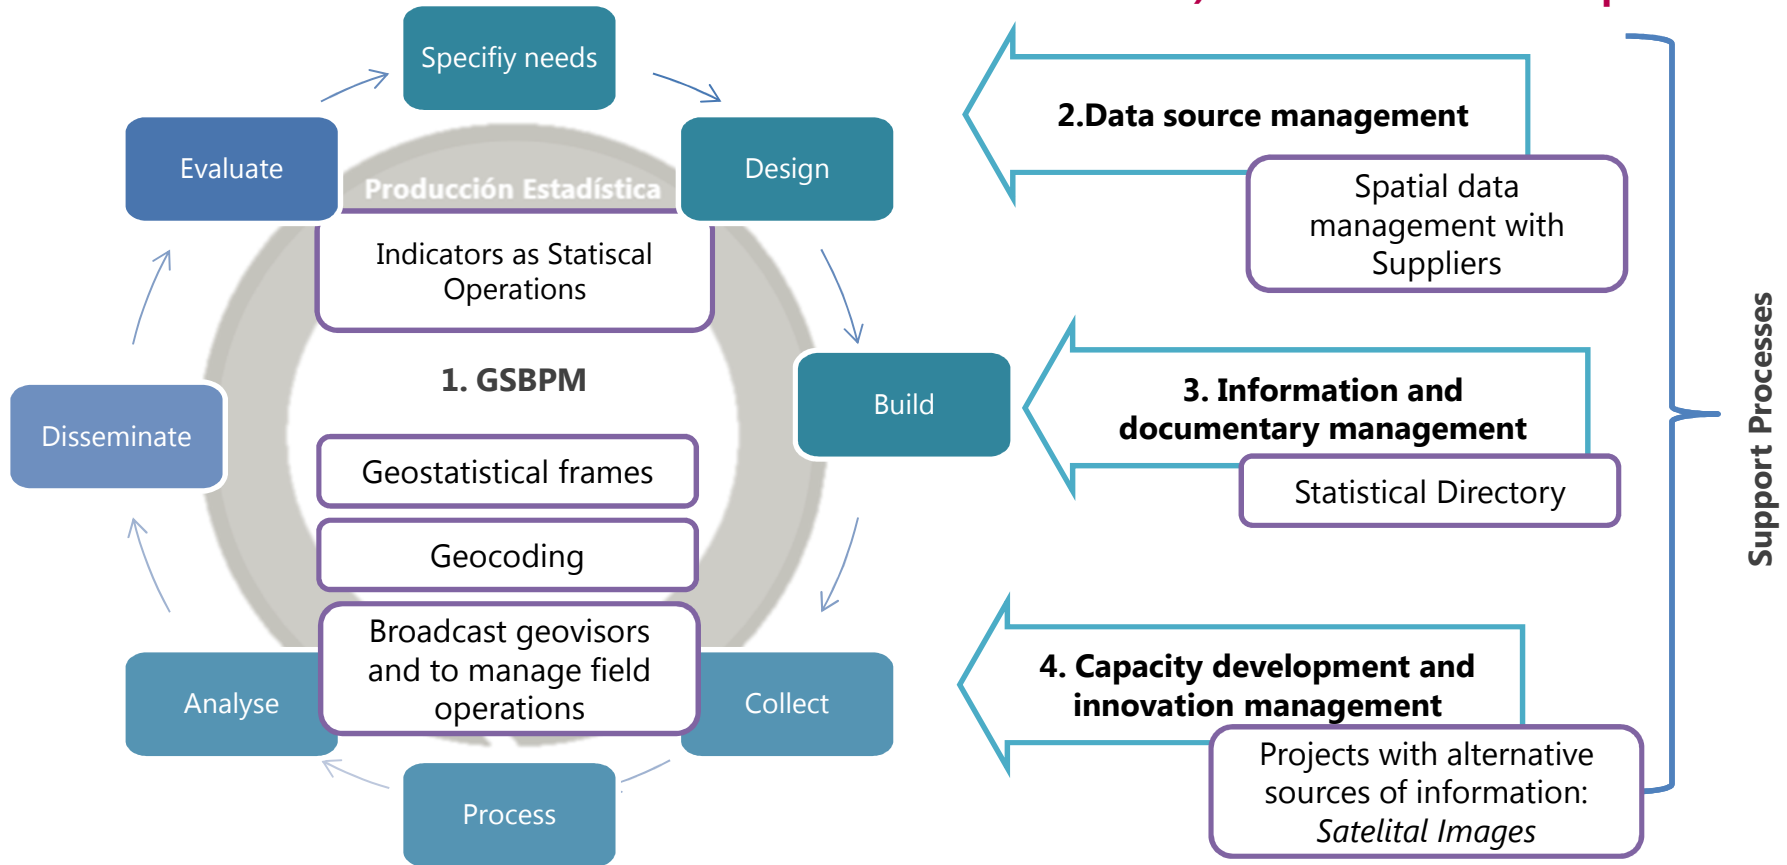 Specifiy needs
Evaluate
Design
Producción Estadística
Indicators as Statiscal
Operations
1. GSBPM
Build
Disseminate
Geostatistical frames
Geocoding
Broadcast geovisors
and to manage field
operations
Analyse
Collect
Process
2.Data source management
Spatial data
management with
Suppliers
3. Information and
documentary management
Statistical Directory
4. Capacity development and
innovation management
Projects with alternative
sources of information:
Satelital Images
Support Processes